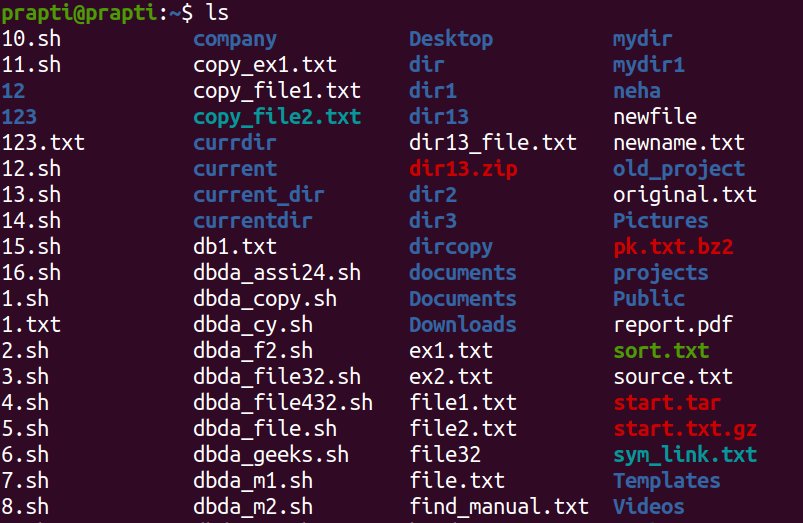 prapti@prapti:~$ ls
10.sh company Desktop mydir
11.sh copy_ex1.txt dir mydir1
12 copy_file1.txt dir1 neha
123 copy_file2.txt dir13 newfile
123.txt currdir dir13_file.txt newname.txt
12.sh current dir13.zip old_project
13.sh current_dir dir2 original.txt
14.sh currentdir dir3 Pictures
15.sh db1.txt dircopy pk.txt.bz2
16.sh dbda_assi24.sh documents projects
1.sh dbda_copy.sh Documents Public
1.txt dbda_cy.sh Downloads report.pdf
2.sh dbda_f2.sh ex1.txt sort.txt
3.sh dbda_file32.sh ex2.txt source.txt
4.sh dbda_file432.sh file1.txt start.tar
5.sh dbda_file.sh file2.txt start.txt.gz
6.sh dbda_geeks.sh file32 sym_link.txt
7.sh dbda_m1.sh file.txt Templates
8.sh dbda_m2.sh find_manual.txt Videos